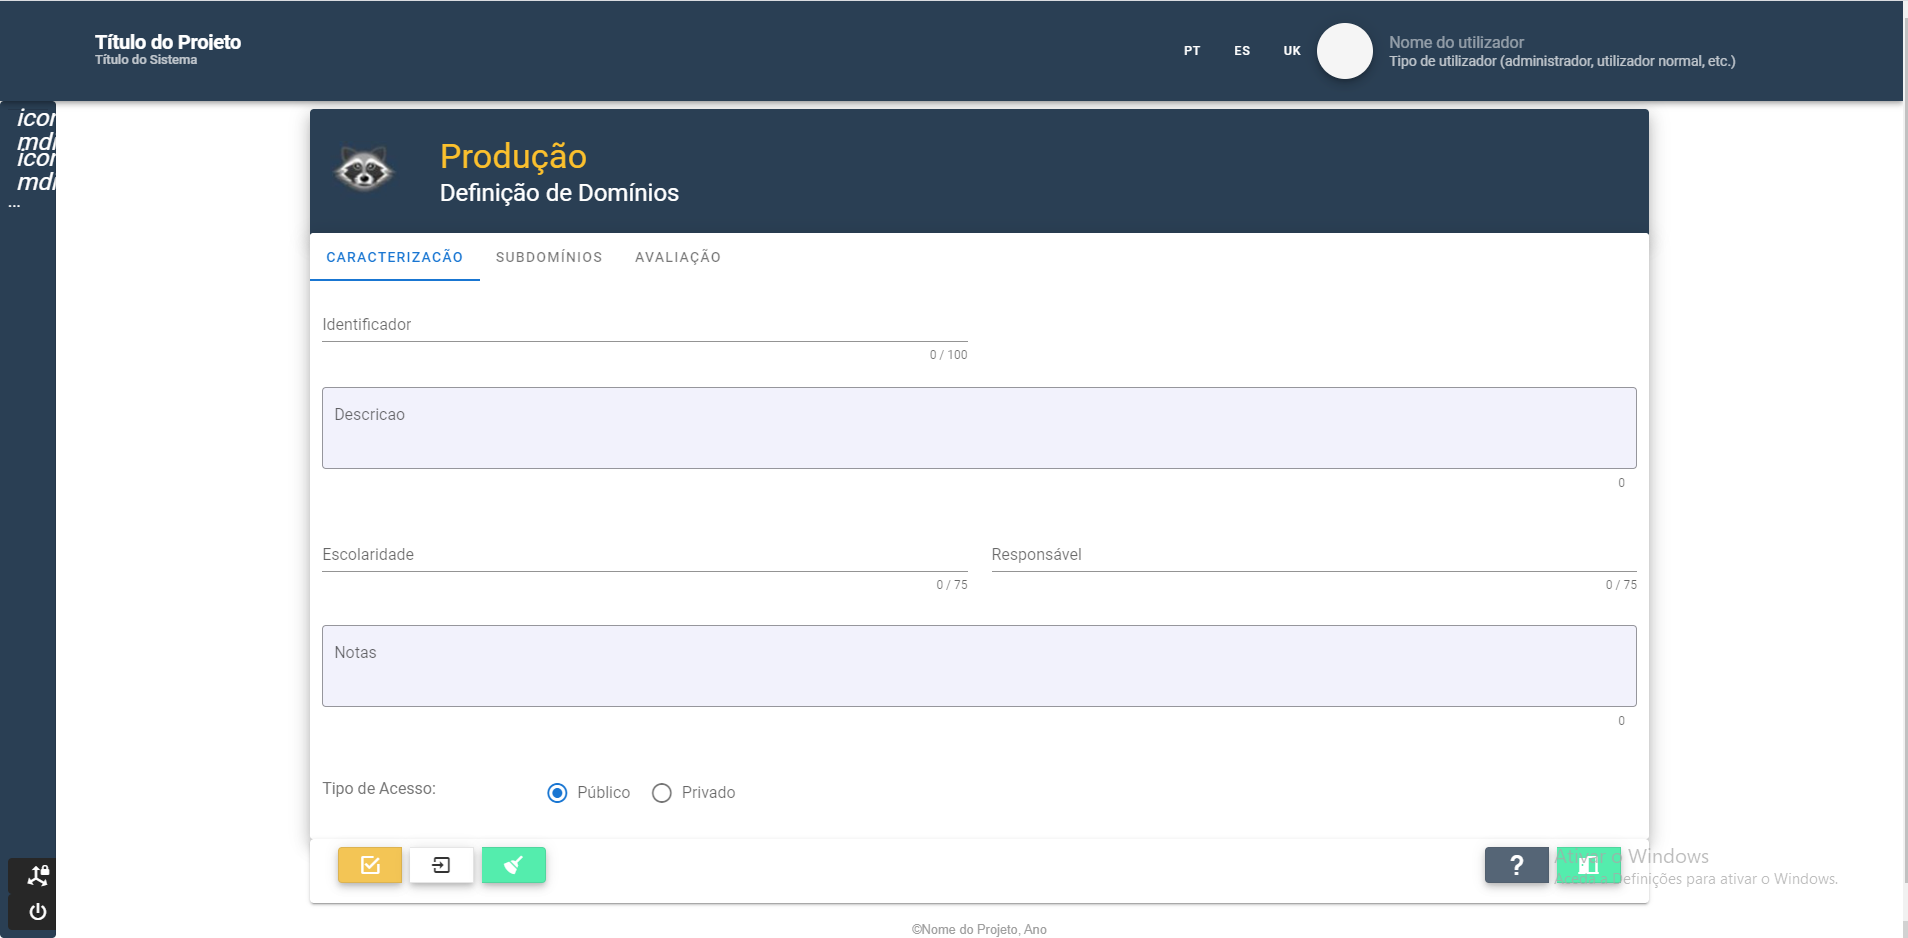 Título do Projeto
Título do Sistema
PT ES UK
Nome do utilizador
Tipo de utilizador (administrador, utilizador normal, etc.)
icon
mdi
icon
mdi
...
Produção
Definição de Domínios
CARACTERIZACÃO SUBDOMÍNIOS AVALIAÇÃO
Identificador
0 / 100
Descricao
0
Escolaridade Responsável
0 / 75 0 / 75
Notas
0
Tipo de Acesso: Público Privado
?
Ativar o Windows
Acede a Definições para ativar o Windows.
©Nome do Projeto, Ano